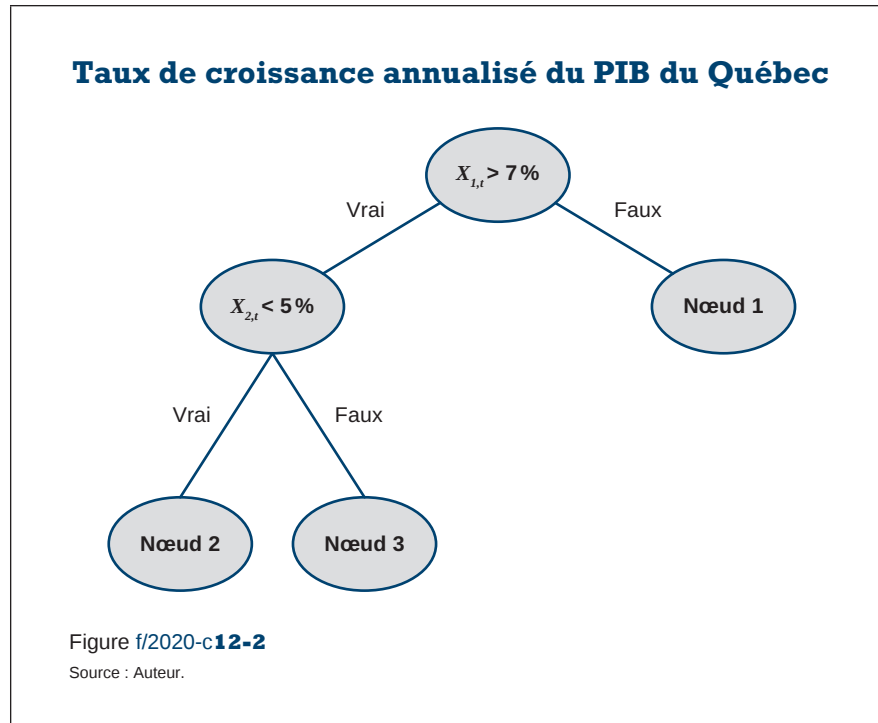 Taux de croissance annualisé du PIB du Québec
X1,t > 7 %
Vrai
Faux
X2,t < 5 %
Nœud 1
Vrai
Faux
Nœud 2
Nœud 3
Figure f/2020-c12-2
Source : Auteur.